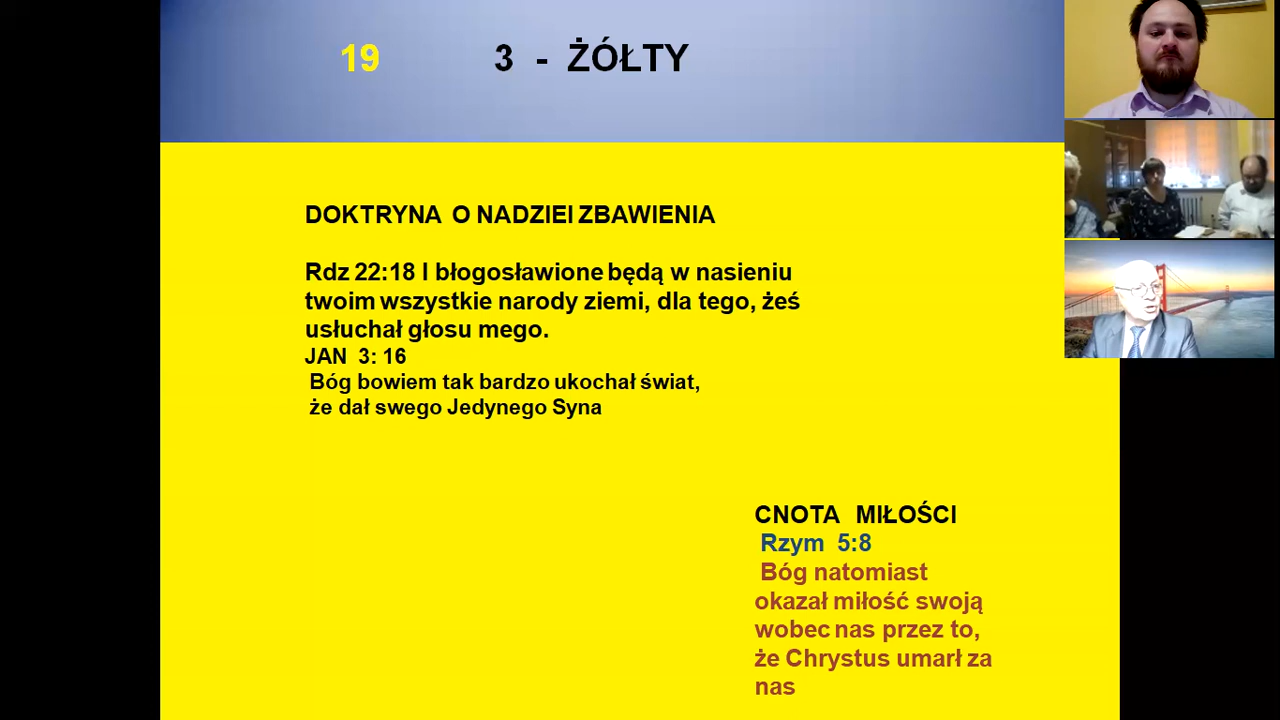 19 3 - ŻÓŁTY
DOKTRYNA O NADZIEI ZBAWIENIA
Rdz 22:18 I błogosławione będą w nasieniu
twoim wszystkie narody ziemi, dla tego, żeś
usłuchał głosu mego.
JAN 3: 16
Bóg bowiem tak bardzo ukochał świat,
że dał swego Jedynego Syna
CNOTA MIŁOŚCI
Rzym 5:8
Bóg natomiast
okazał miłość swoją
wobec nas przez to,
że Chrystus umarł za
nas